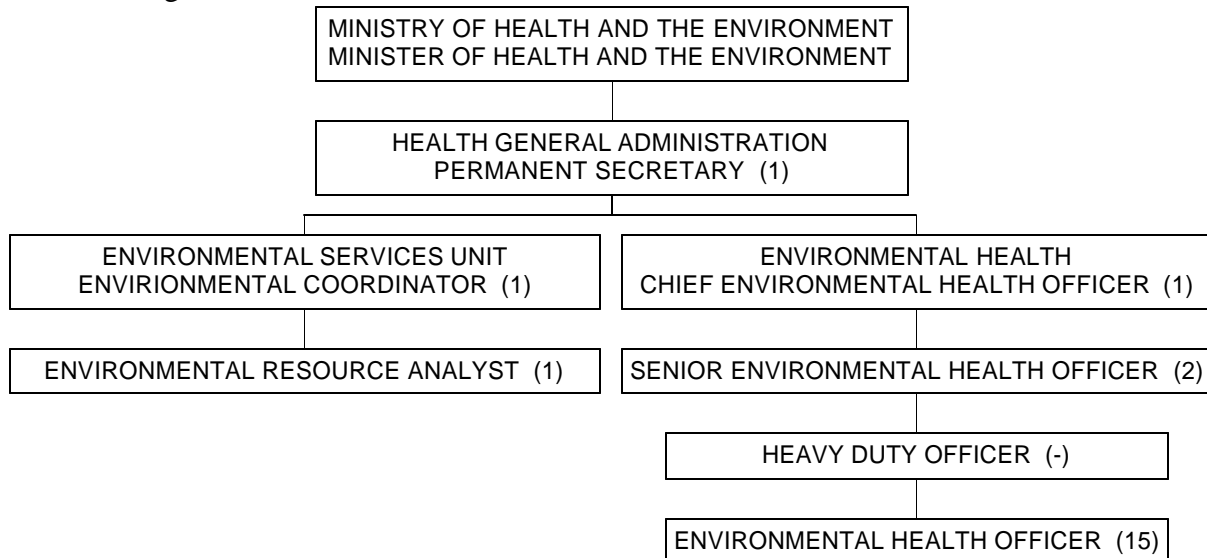 MINISTRY OF HEALTH AND THE ENVIRONMENT
MINISTER OF HEALTH AND THE ENVIRONMENT
HEALTH GENERAL ADMINISTRATION
PERMANENT SECRETARY (1)
ENVIRONMENTAL SERVICES UNIT
ENVIRIONMENTAL COORDINATOR (1)
ENVIRONMENTAL HEALTH
CHIEF ENVIRONMENTAL HEALTH OFFICER (1)
ENVIRONMENTAL RESOURCE ANALYST (1)
SENIOR ENVIRONMENTAL HEALTH OFFICER (2)
HEAVY DUTY OFFICER (-)
ENVIRONMENTAL HEALTH OFFICER (15)